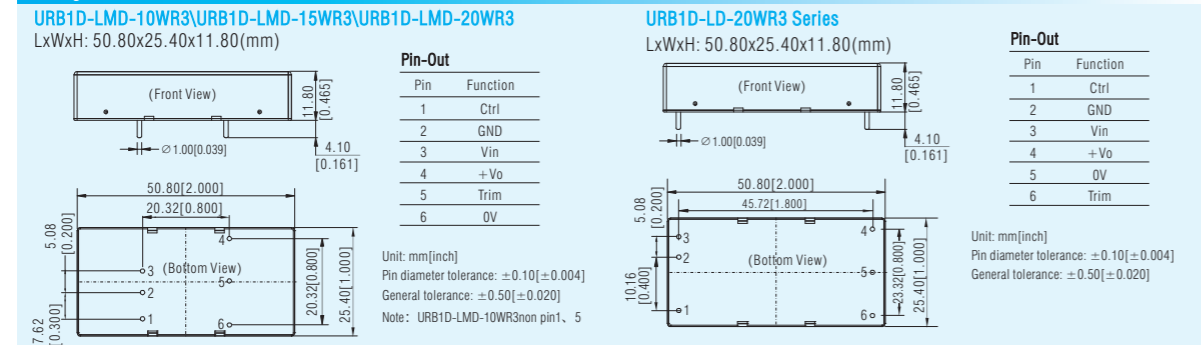 URB1D-LMD-10WR3\URB1D-LMD-15WR3\URB1D-LMD-20WR3
LxWxH: 50.80x25.40x11.80(mm)
(Front View)
11.80
[0.465]
∅1.00[0.039]
4.10
[0.161]
50.80[2.000]
20.32[0.800]
5.08
[0.200]
7.62
[0.300]
4
3
(Bottom View)
5
2
1
6
20.32[0.800]
25.40[1.000]
Pin-Out
Pin Function
1 Ctrl
2 GND
3 Vin
4 +Vo
5 Trim
6 0V
Unit: mm[inch]
Pin diameter tolerance: ±0.10[±0.004]
General tolerance: ±0.50[±0.020]
Note: URB1D-LMD-10WR3non pin1、5
URB1D-LD-20WR3 Series
LxWxH: 50.80x25.40x11.80(mm)
(Front View)
11.80
[0.465]
∅1.00[0.039]
4.10
[0.161]
50.80[2.000]
45.72[1.800]
5.08
[0.200]
10.16
[0.400]
3
4
2
(Bottom View)
5
1
6
23.32[0.800]
25.40[1.000]
Pin-Out
Pin Function
1 Ctrl
2 GND
3 Vin
4 +Vo
5 0V
6 Trim
Unit: mm[inch]
Pin diameter tolerance: ±0.10[±0.004]
General tolerance: ±0.50[±0.020]